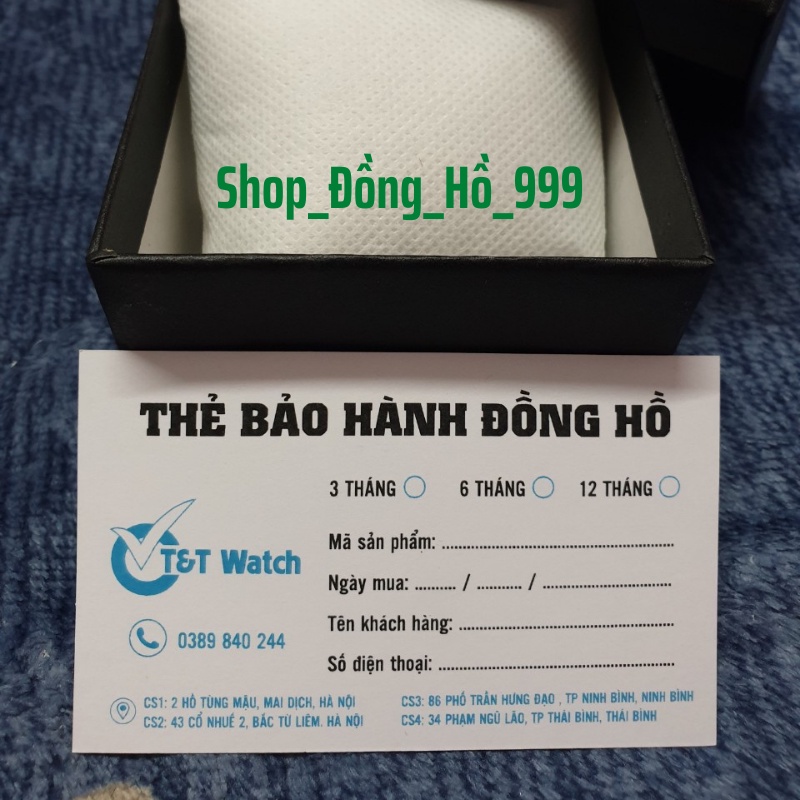 Shop_Đồng_Hồ_999
THẺ BẢO HÀNH ĐỒNG HỒ
3 THÁNG 6 THÁNG 12 THÁNG
T&T Watch
0389 840 244
Mã sản phẩm: ..........
Ngày mua: .......... / .......... / ..........
Tên khách hàng: ..........
Số điện thoại: ..........
CS1: 2 HỒ TÙNG MẬU, MAI DỊCH, HÀ NỘI
CS2: 43 CỔ NHUẾ 2, BẮC TỪ LIÊM. HÀ NỘI
CS3: 86 PHỐ TRẦN HƯNG ĐẠO , TP NINH BÌNH, NINH BÌNH
CS4: 34 PHẠM NGŨ LÃO, TP THÁI BÌNH, THÁI BÌNH